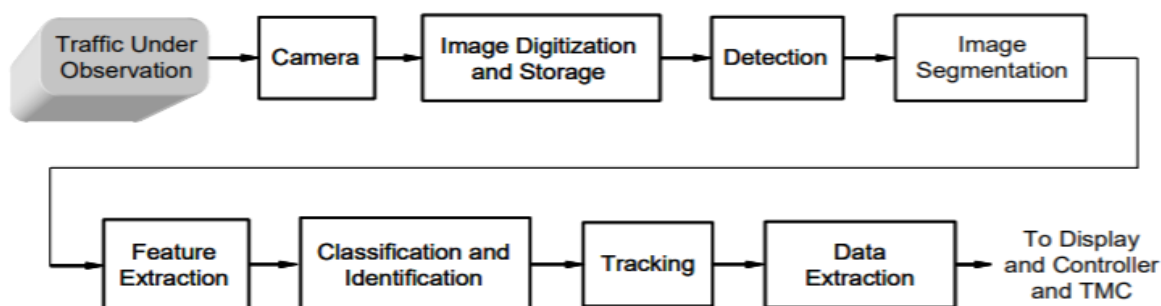 Traffic Under
Observation
Camera
Image Digitization
and Storage
Detection
Image
Segmentation
Feature
Extraction
Classification and
Identification
Tracking
Data
Extraction
To Display
and Controller
and TMC